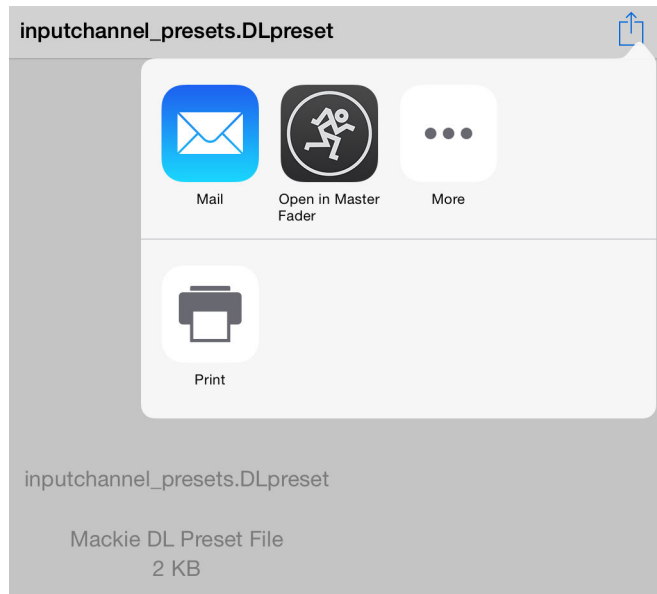 inputchannel_presets.DLpreset
Mail
Open in Master
Fader
More
Print
inputchannel_presets.DLpreset
Mackie DL Preset File
2 KB